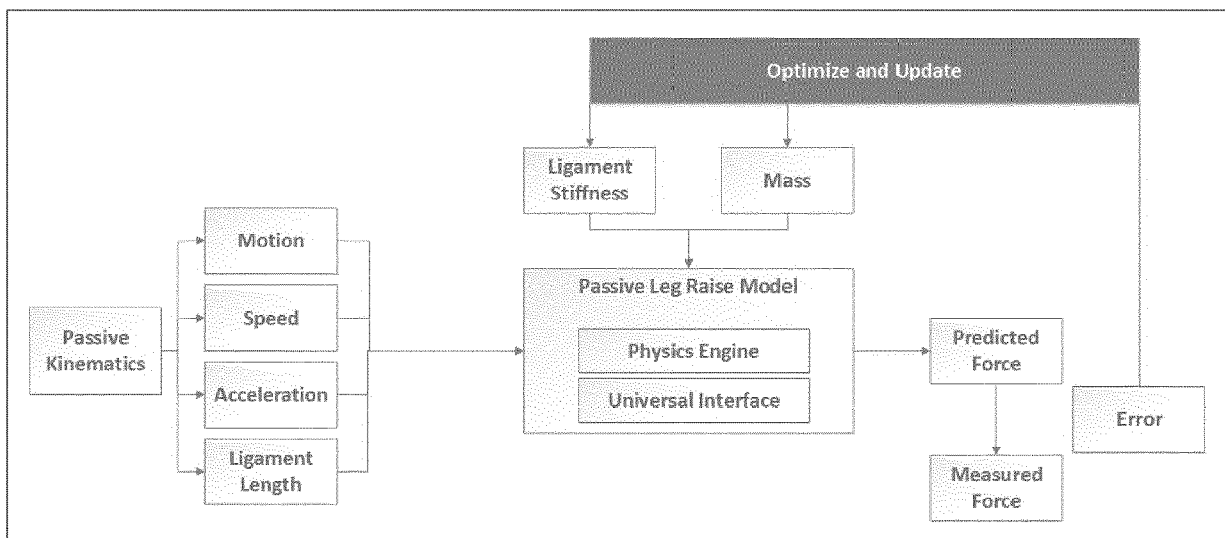 Optimize and Update
Ligament
Stiffness
Mass
Motion
Speed
Acceleration
Ligament
Length
Passive
Kinematics
Passive Leg Raise Model
Physics Engine
Universal Interface
Predicted
Force
Measured
Force
Error